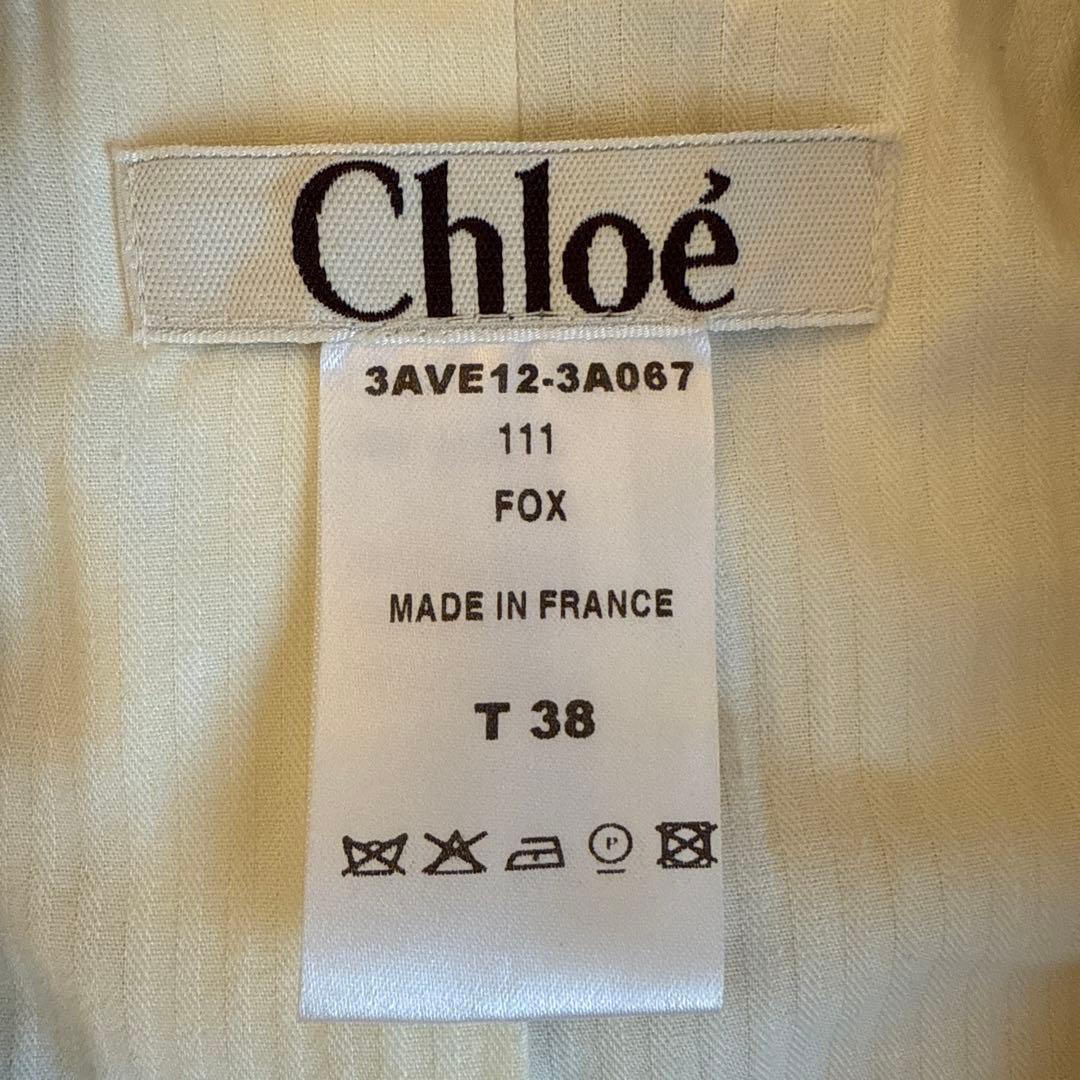 Chloé
3AVE12-3A067
111
FOX
MADE IN FRANCE
T 38
P